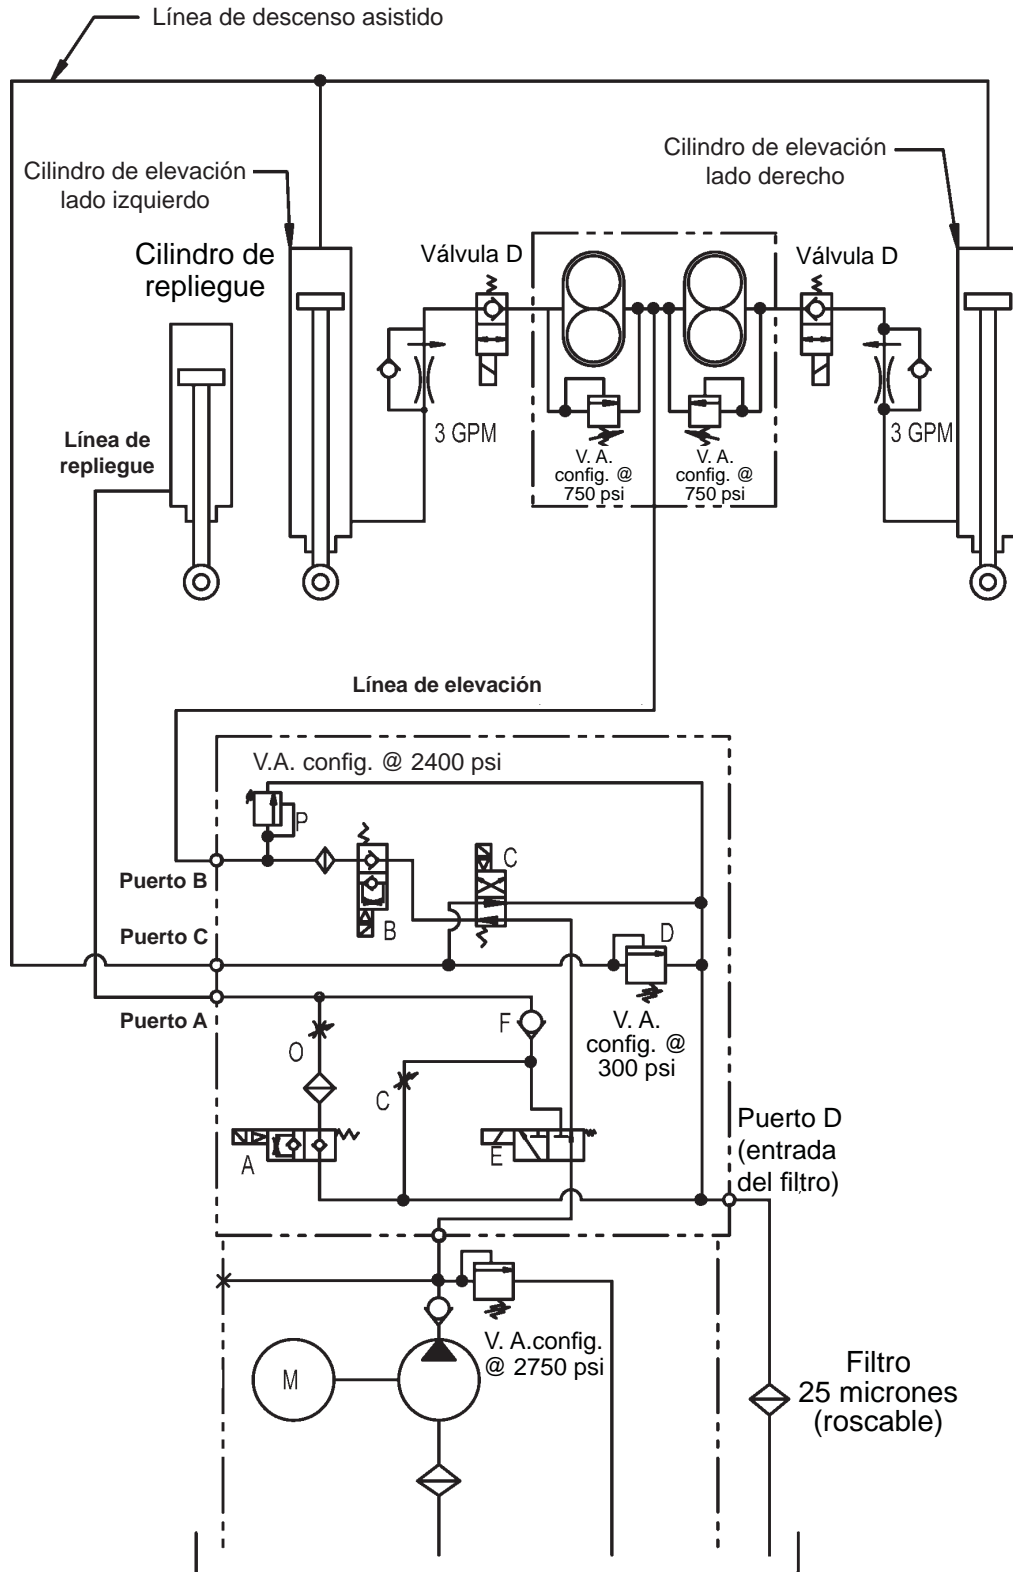 Línea de descenso asistido
Cilindro de elevación
lado izquierdo
Cilindro de elevación
lado derecho
Cilindro de
repliegue
Válvula D
Válvula D
Línea de
repliegue
3 GPM
V. A.
config. @
750 psi
V. A.
config. @
750 psi
3 GPM
Línea de elevación
V.A. config. @ 2400 psi
P
C
Puerto B
B
Puerto C
D
Puerto A
F
V. A.
config. @
300 psi
O
C
A
E
Puerto D
(entrada
del filtro)
V. A.config.
@ 2750 psi
M
Filtro
25 micrones
(roscable)